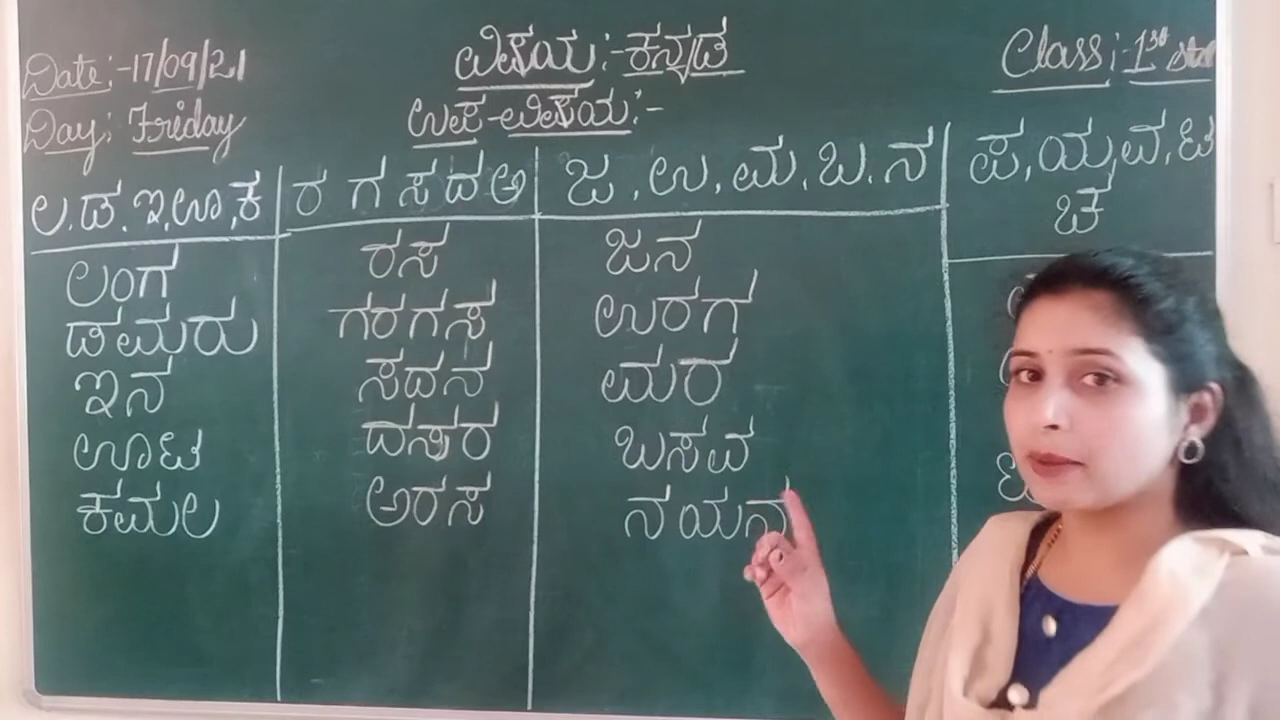 Date:-17/09/21
Day: Friday
ವಿಷಯ:-ಕನ್ನಡ
ಉಪ-ವಿಷಯ:-
Class:-1st std
ಲ.ಡ.ಇ.ಊ,ಕ
ಲಂಗ
ಡಮರು
ಇನ
ಊಟ
ಕಮಲ
ರ ಗ ಸ ದ ಅ
ರಸ
ಗರಗಸ
ಸದನ
ದಸರ
ಅರಸ
ಜ.ಉ.ಮ.ಬ.ನ
ಜನ
ಉರಗ
ಮರ
ಬಸವ
ನಯನ
ಪ,ಯ,ವ,ಟ
ಚ